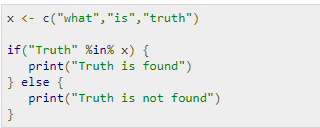 x <- c("what","is","truth")
if("Truth" %in% x) {
   print("Truth is found")
} else {
   print("Truth is not found")
}